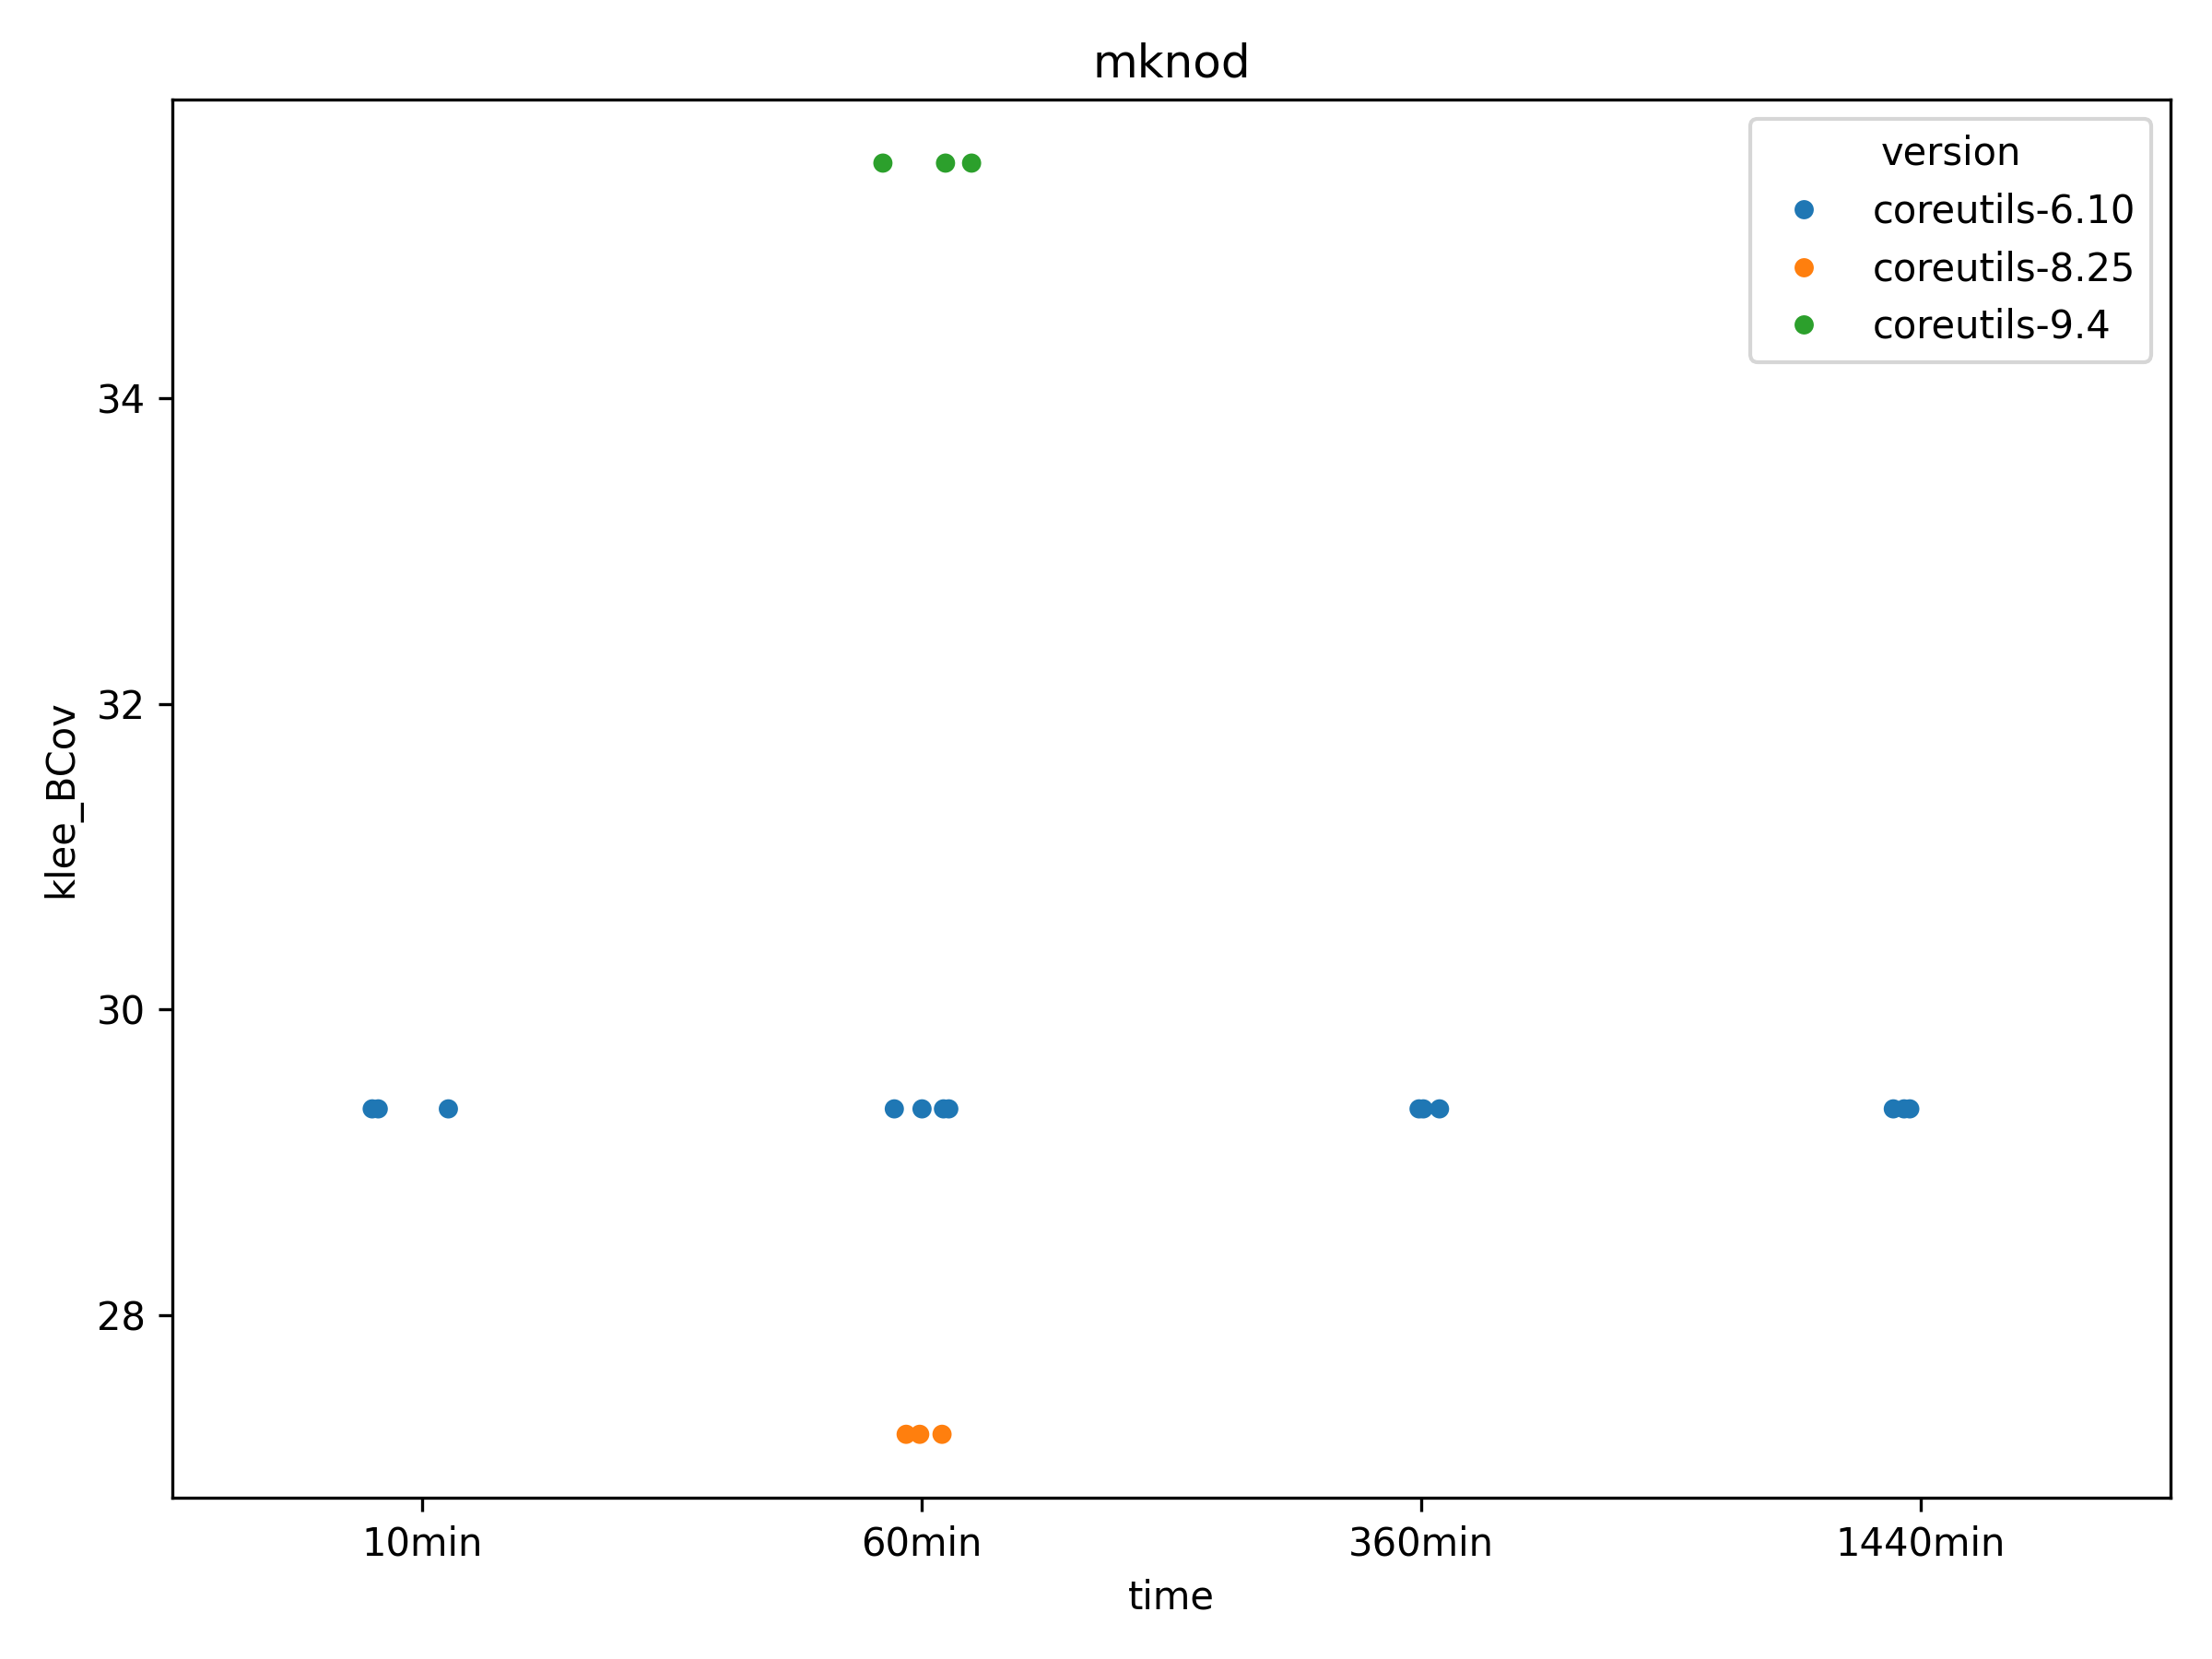 mknod
version
coreutils-6.10
coreutils-8.25
coreutils-9.4
klee_BCov
34
32
30
28
10min
60min
360min
1440min
time